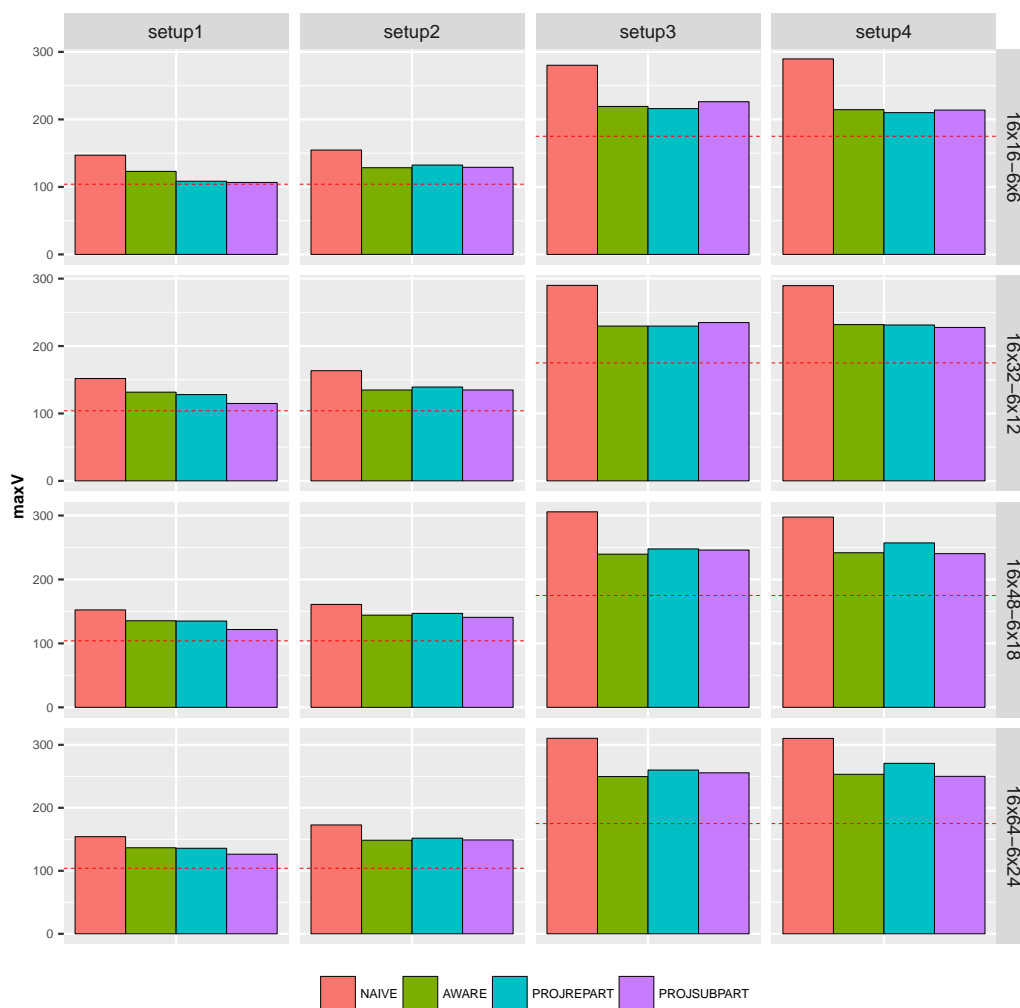 setup1
setup2
setup3
setup4
300
200
100
0
16x16−6x6
300
200
100
0
16x32−6x12
maxV
300
200
100
0
16x48−6x18
300
200
100
0
16x64−6x24
NAIVE
AWARE
PROJREPART
PROJSUBPART